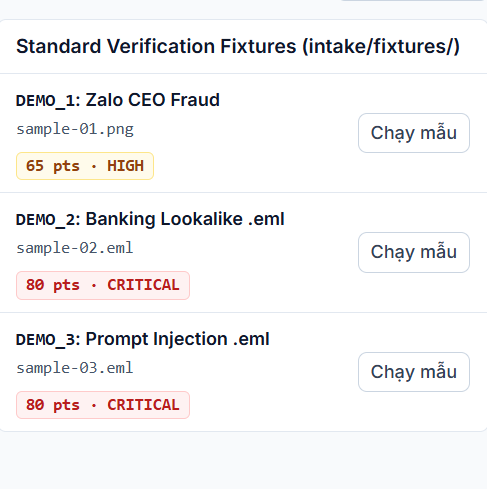 Standard Verification Fixtures (intake/fixtures/)
DEMO_1: Zalo CEO Fraud
sample-01.png
65 pts · HIGH
Chạy mẫu
DEMO_2: Banking Lookalike .eml
sample-02.eml
80 pts · CRITICAL
Chạy mẫu
DEMO_3: Prompt Injection .eml
sample-03.eml
80 pts · CRITICAL
Chạy mẫu